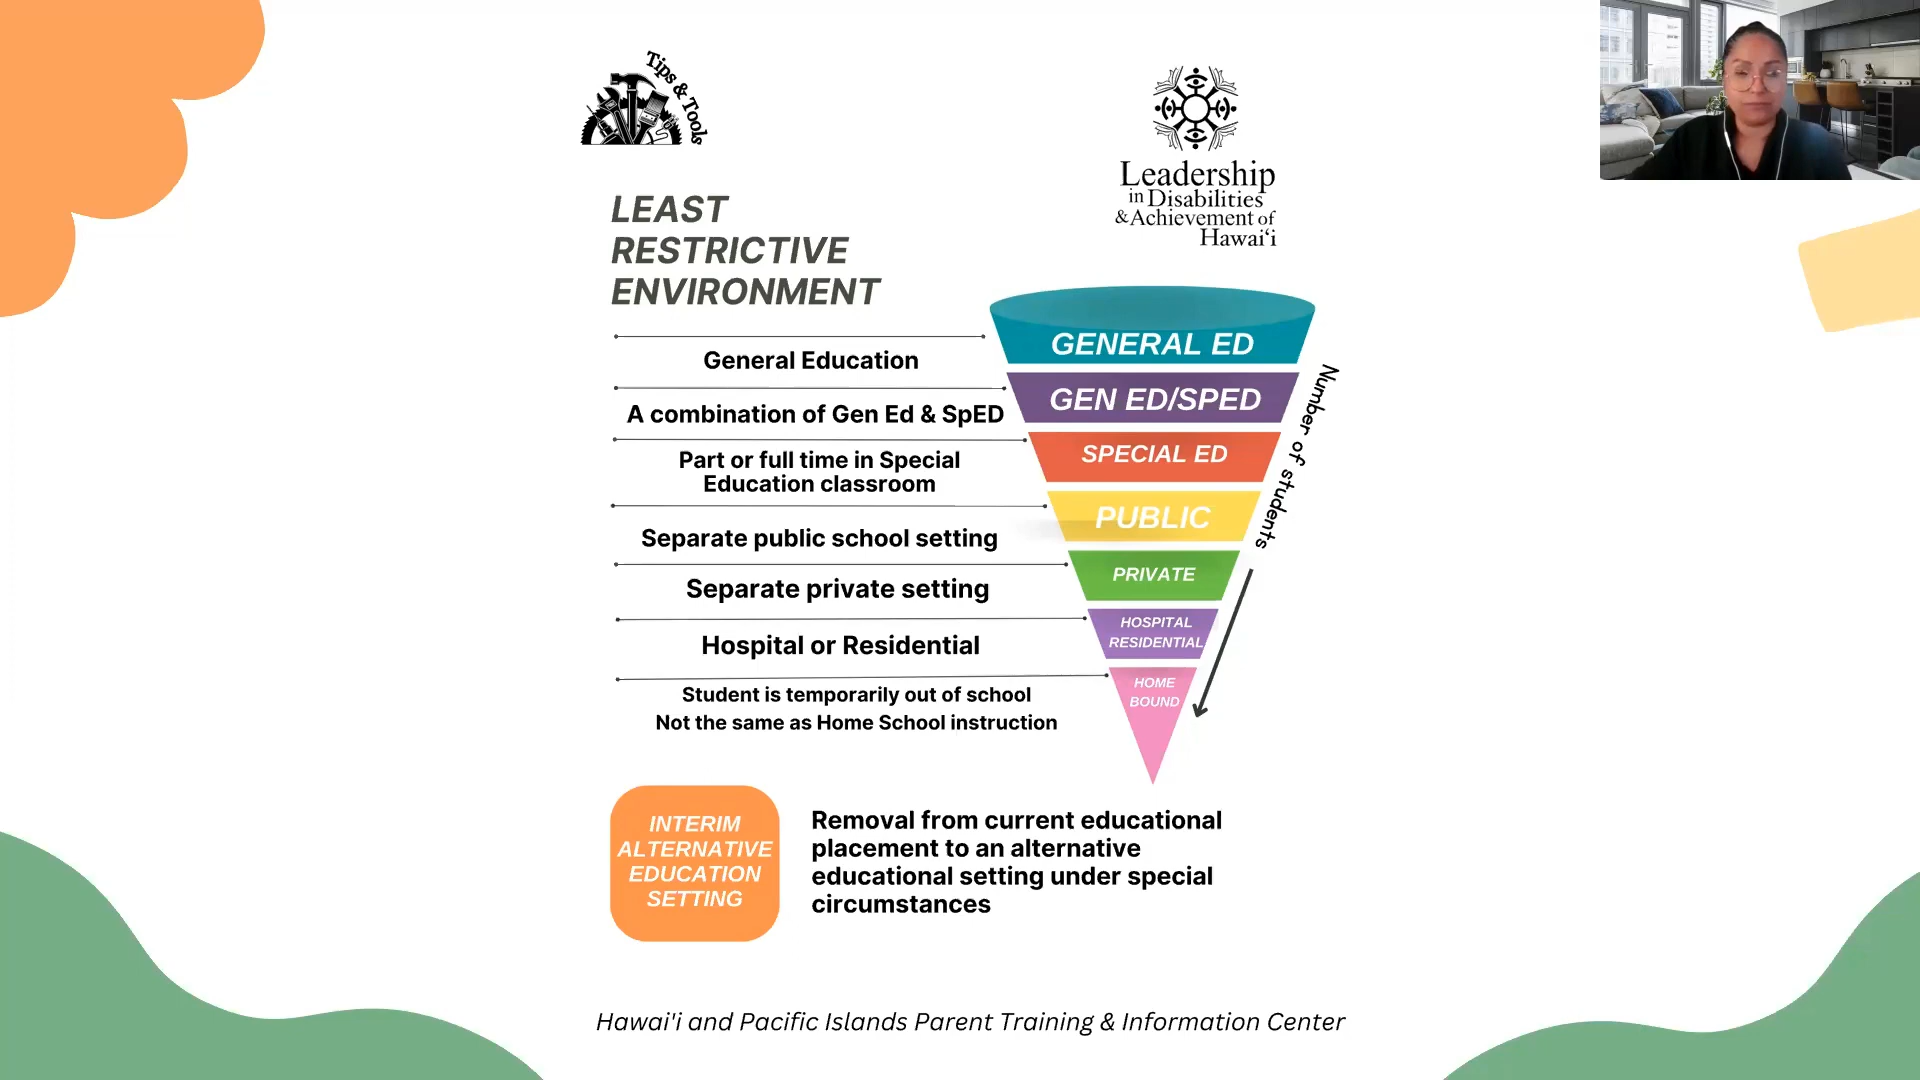 Tips & Tools
Leadership
in Disabilities
& Achievement of
Hawai‘i
LEAST
RESTRICTIVE
ENVIRONMENT
General Education
GENERAL ED
A combination of Gen Ed & SpED
GEN ED/SPED
Part or full time in Special
Education classroom
SPECIAL ED
Separate public school setting
PUBLIC
Separate private setting
PRIVATE
Hospital or Residential
HOSPITAL
RESIDENTIAL
Student is temporarily out of school
Not the same as Home School instruction
HOME
BOUND
Number of students
INTERIM
ALTERNATIVE
EDUCATION
SETTING
Removal from current educational
placement to an alternative
educational setting under special
circumstances
Hawai'i and Pacific Islands Parent Training & Information Center